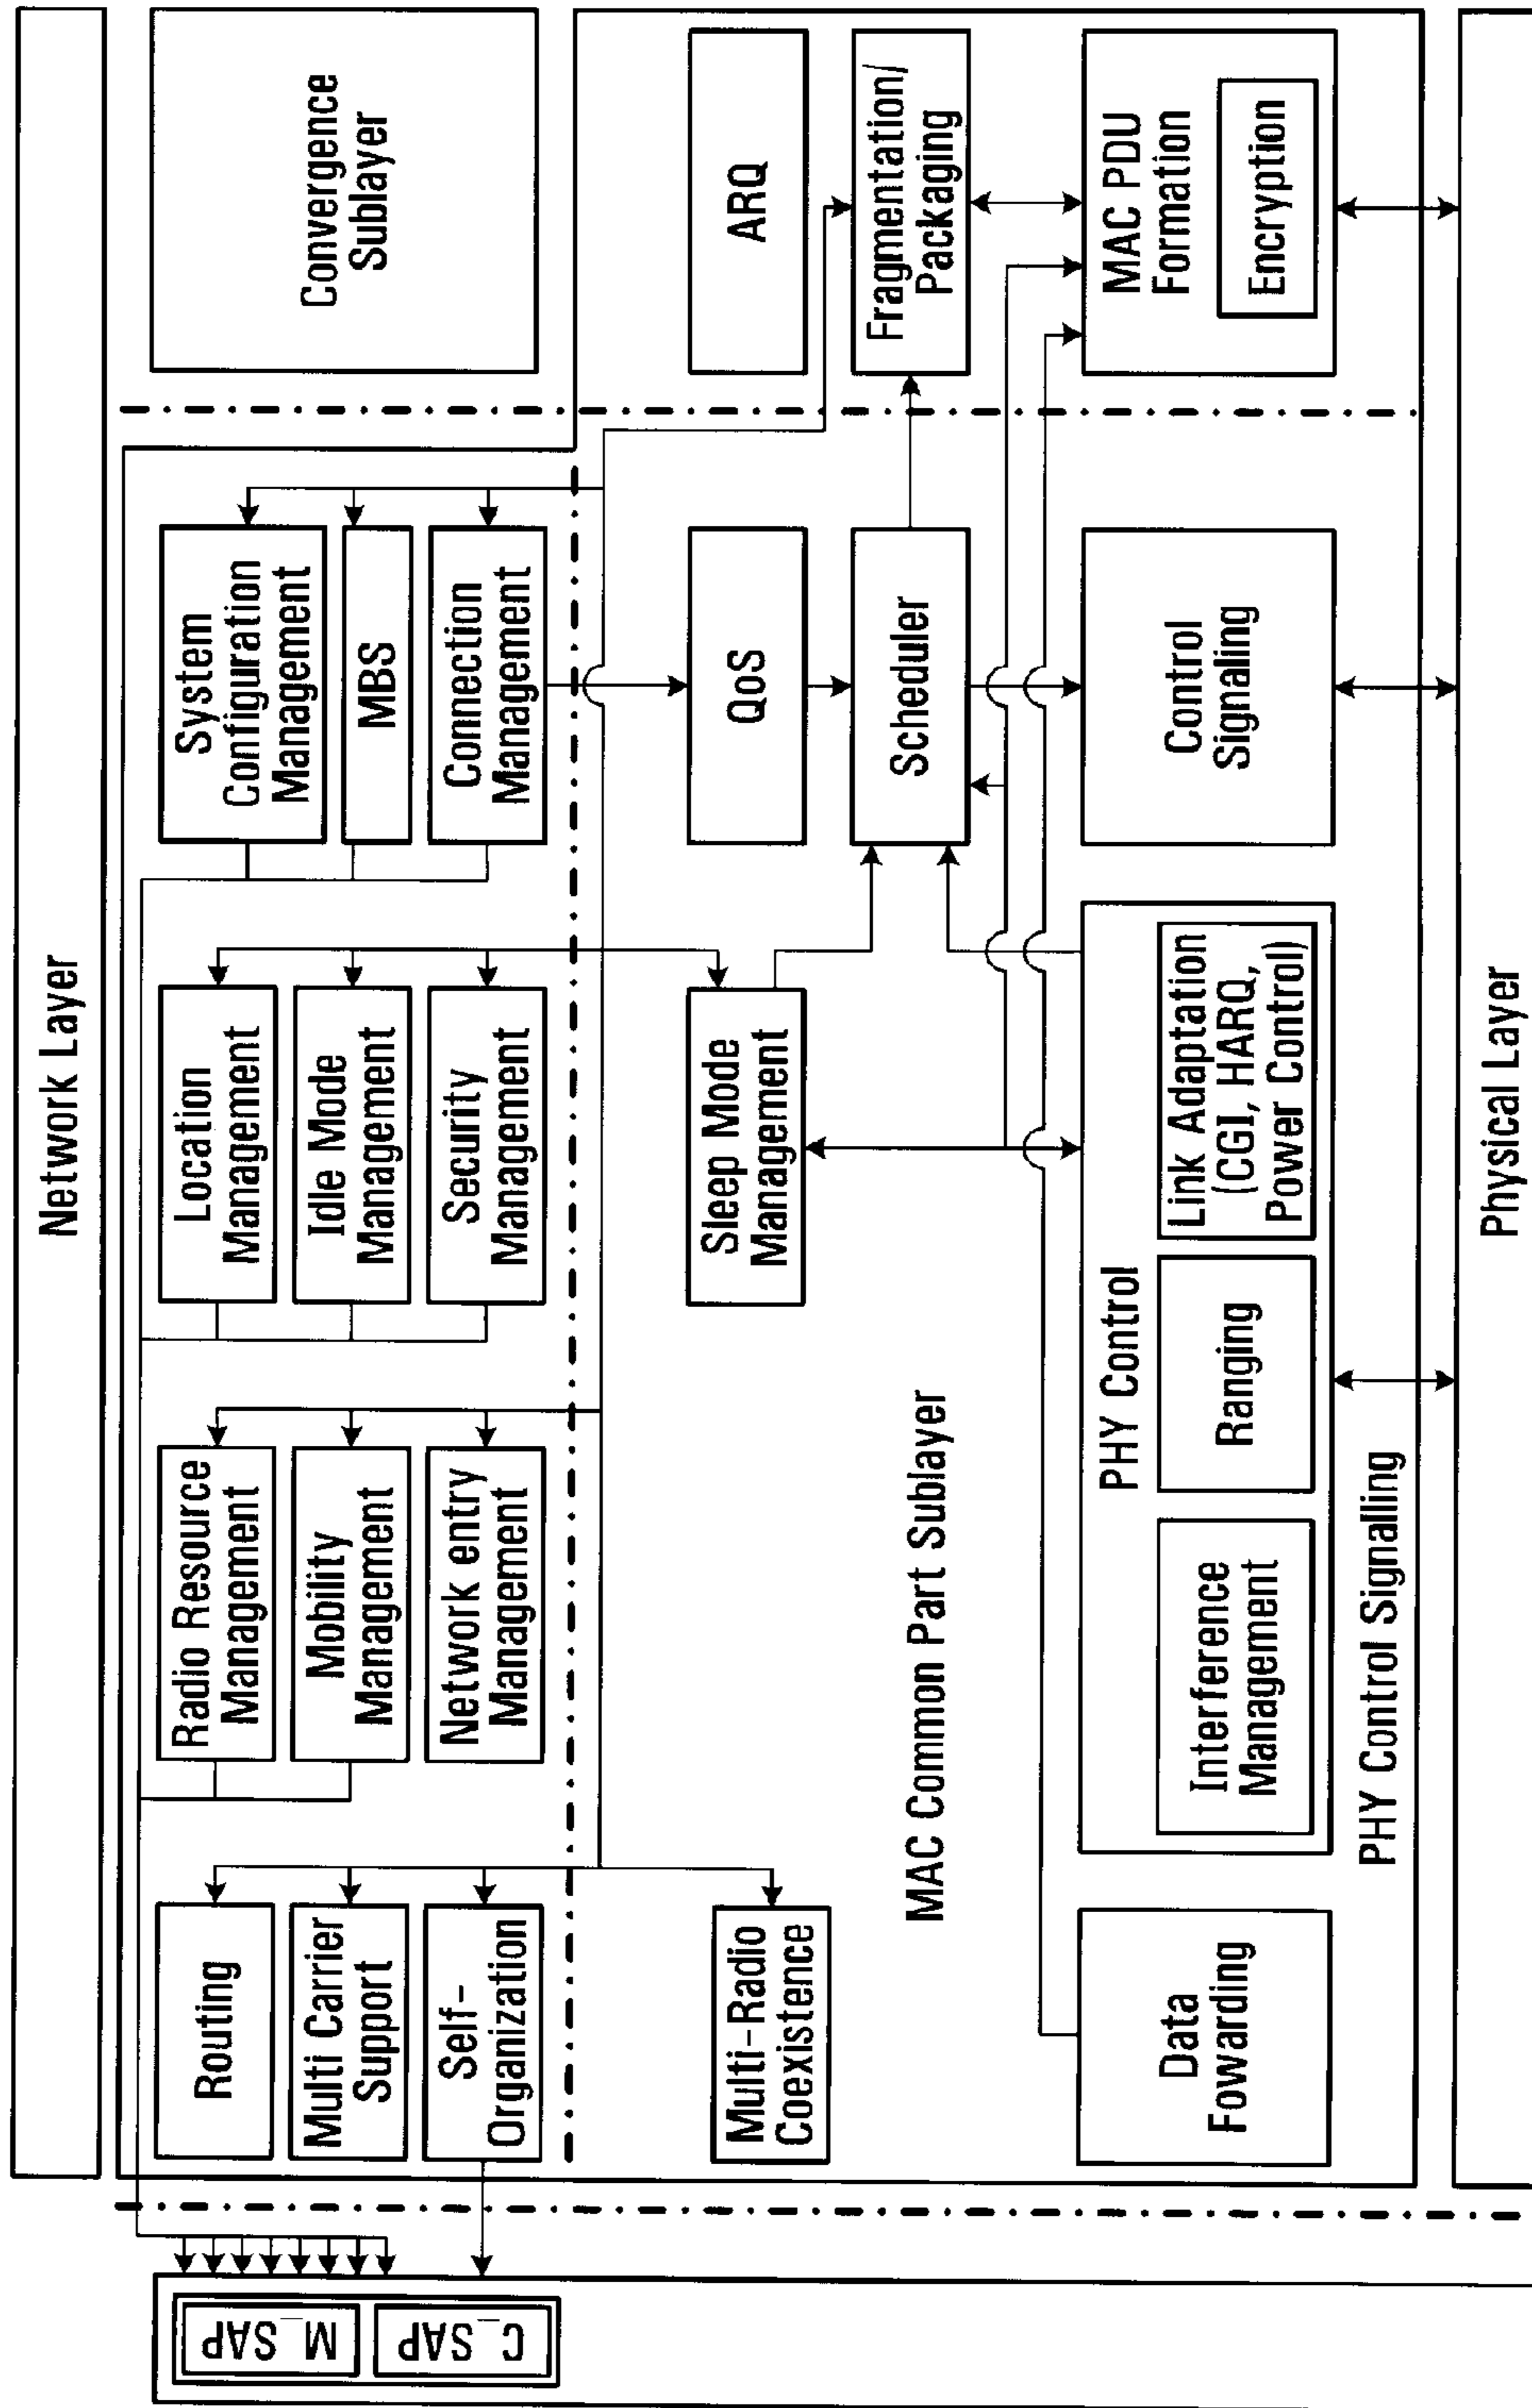 Network Layer
M_SAP
C_SAP
Routing
Multi Carrier
Support
Self-
Organization
Radio Resource
Management
Mobility
Management
Network entry
Management
Location
Management
Idle Mode
Management
Security
Management
System
Configuration
Management
MBS
Connection
Management
Convergence
Sublayer
Multi-Radio
Coexistence
Sleep Mode
Management
QoS
ARQ
MAC Common Part Sublayer
Scheduler
Fragmentation/
Packaging
Data
Fowarding
PHY Control
Interference
Management
Ranging
Link Adaptation
(CGI, HARQ,
Power Control)
Control
Signaling
MAC PDU
Formation
Encryption
PHY Control Signalling
Physical Layer